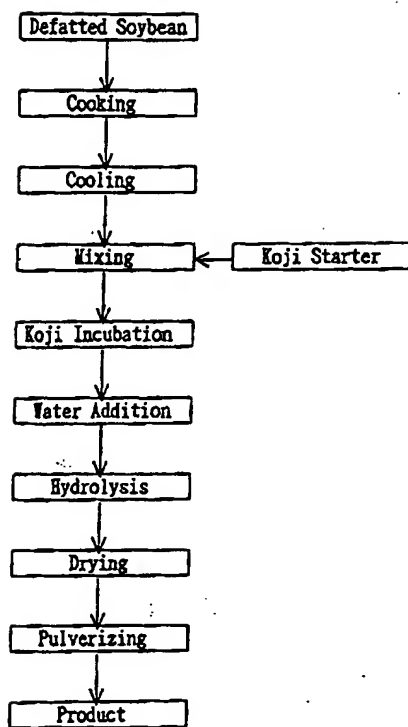 Defatted Soybean
Cooking
Cooling
Mixing
Koji Starter
Koji Incubation
Water Addition
Hydrolysis
Drying
Pulverizing
Product